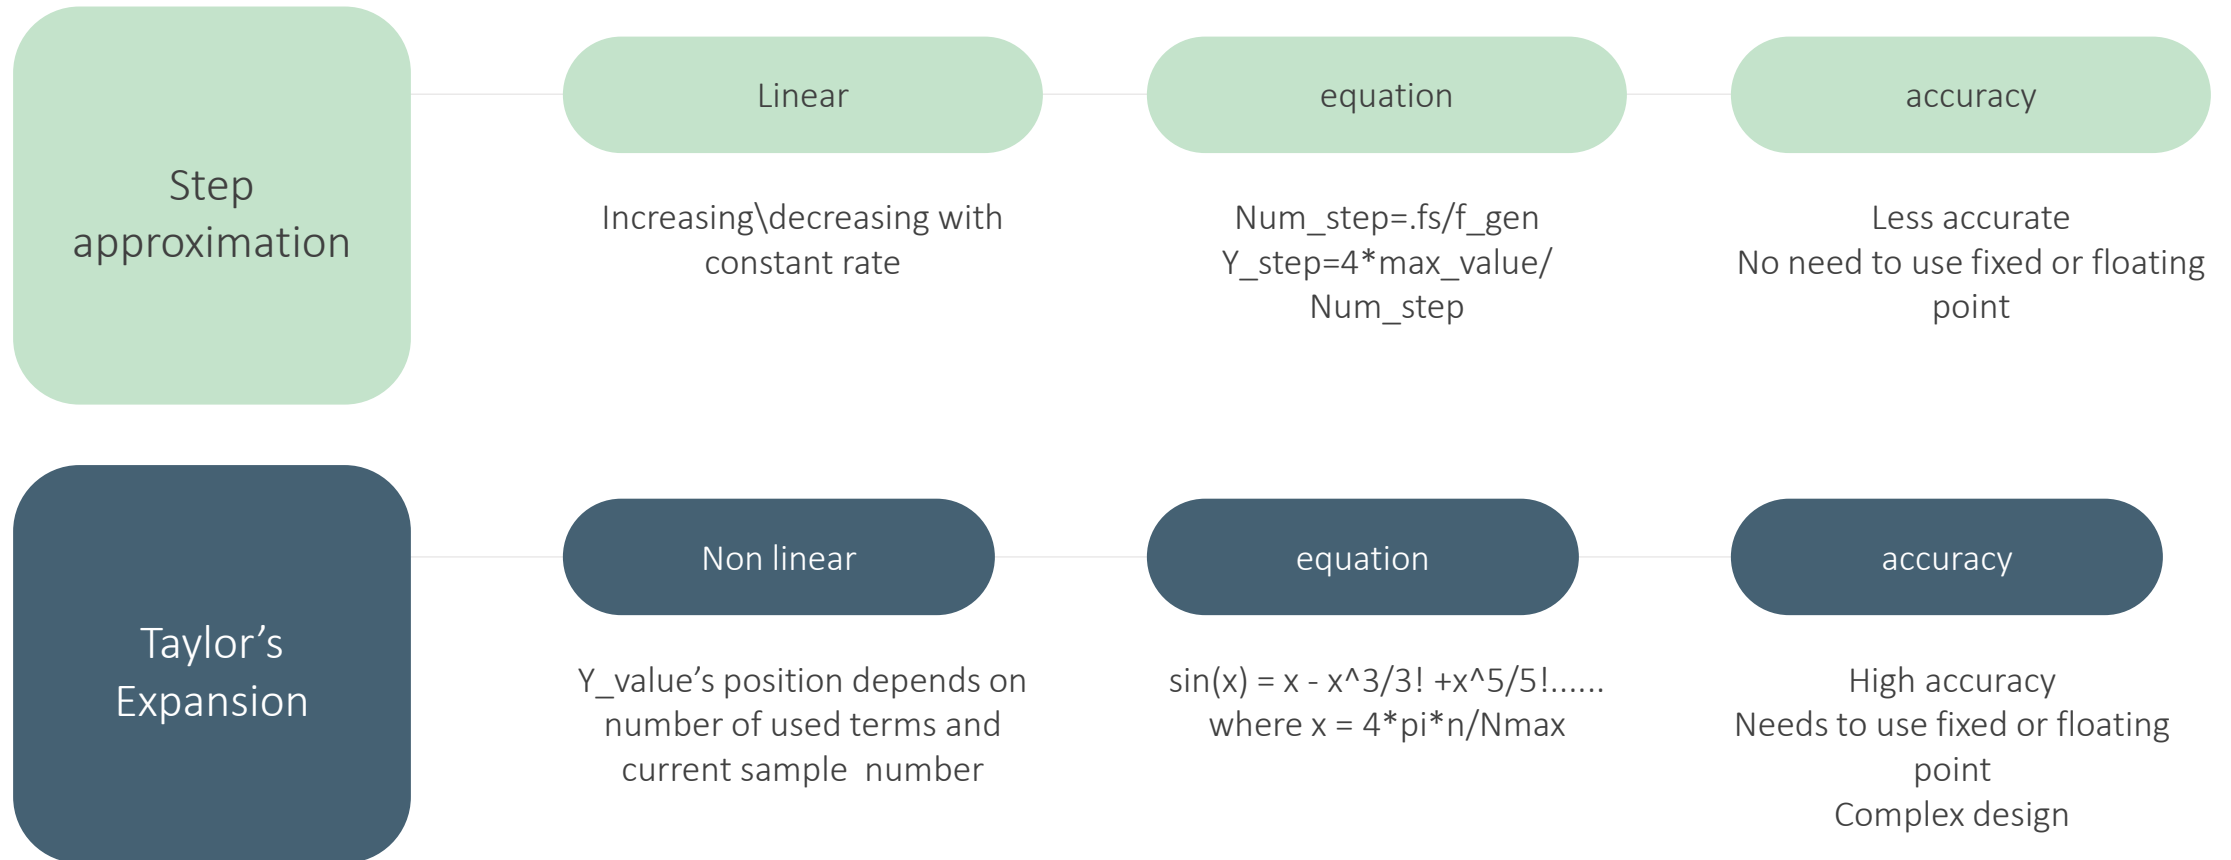 Step
approximation
Linear
equation
accuracy
Increasing\decreasing with
constant rate
Num_step=.fs/f_gen
Y_step=4*max_value/
Num_step
Less accurate
No need to use fixed or floating
point
Taylor’s
Expansion
Non linear
equation
accuracy
Y_value’s position depends on
number of used terms and
current sample  number
sin(x) = x - x^3/3! +x^5/5!......
where x = 4*pi*n/Nmax
High accuracy
Needs to use fixed or floating
point
Complex design